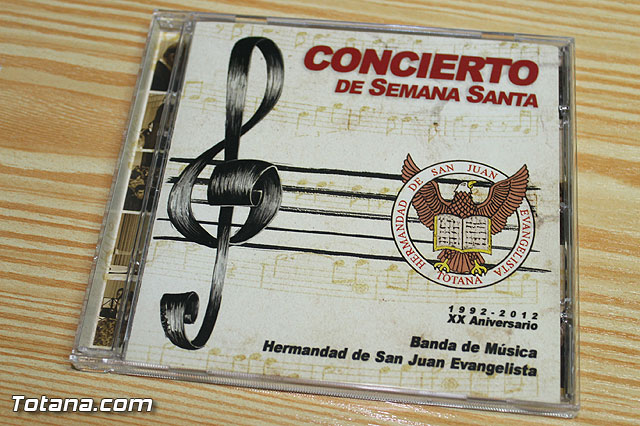 CONCIERTO
DE SEMANA SANTA
HERMANDAD DE SAN JUAN EVANGELISTA
TOTANA
1992-2012
XX Aniversario
Banda de Música
Hermandad de San Juan Evangelista
Totana.com